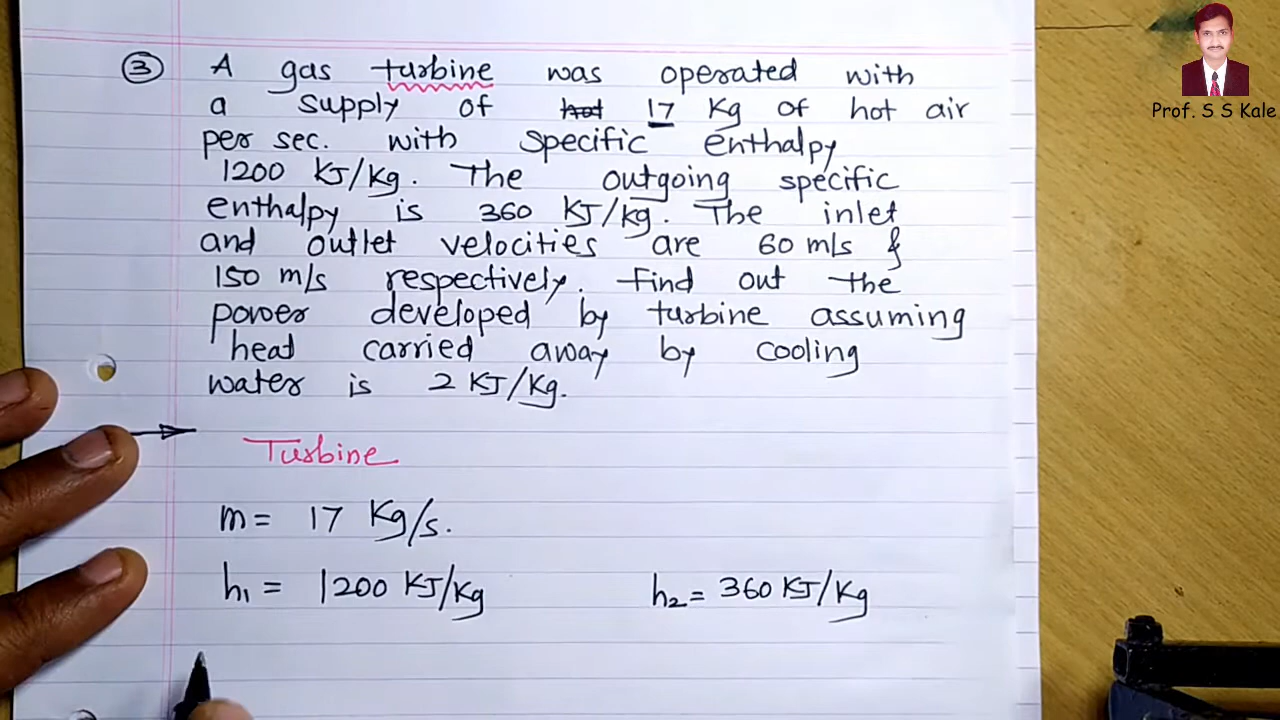 Prof. S S Kale
③ A gas turbine was operated with
a supply of 17 Kg of hot air
per sec. with specific enthalpy
1200 KJ/Kg. The outgoing specific
enthalpy is 360 KJ/Kg. The inlet
and outlet velocities are 60 m/s &
150 m/s respectively. Find out the
power developed by turbine assuming
heat carried away by cooling
water is 2 KJ/Kg.
Turbine
m = 17 Kg/s.
h₁ = 1200 KJ/Kg h₂ = 360 KJ/Kg